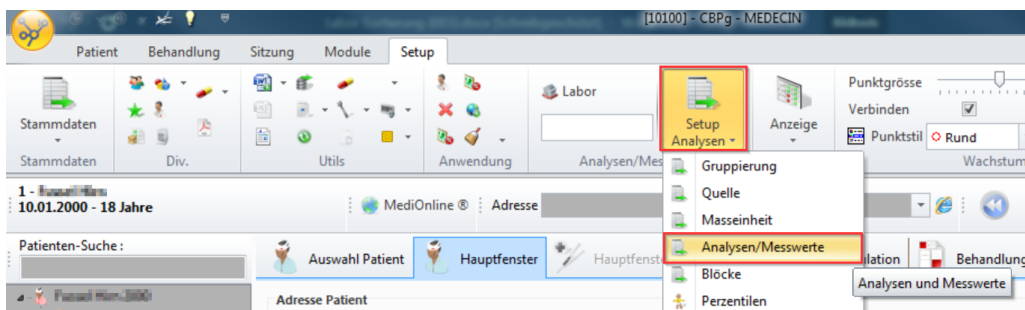 [10100] - CBPg - MEDECIN
Patient Behandlung Sitzung Module Setup
Labor Punktgrösse
Verbinden
Stammdaten Setup Analysen Anzeige Punktstil Rund
Stammdaten Div. Utils Anwendung Analysen/Mes Wachstum
Gruppierung
1 -
10.01.2000 - 18 Jahre MediOnline ® Adresse Quelle
Masseinheit
Patienten-Suche :
Auswahl Patient Hauptfenster Hauptfenst Analysen/Messwerte ulation Behandlung
Blöcke Analysen und Messwerte
Adresse Patient Perzentilen